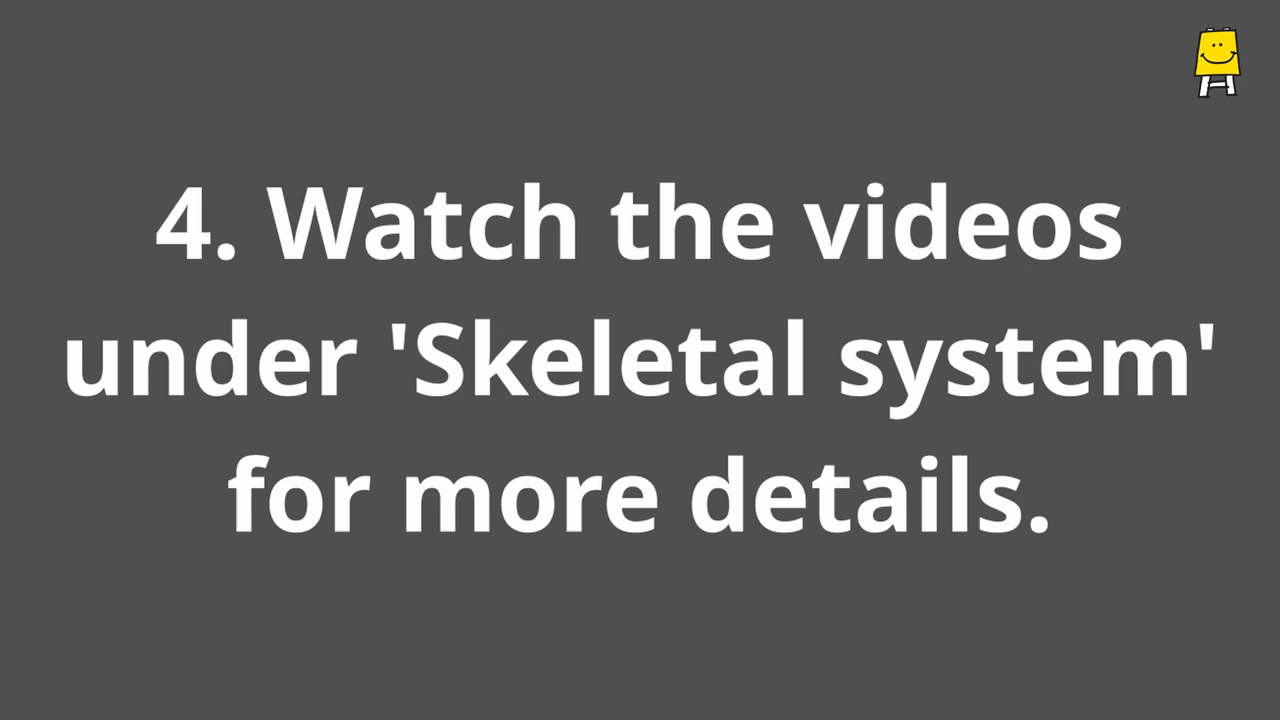 4. Watch the videos
under 'Skeletal system'
for more details.